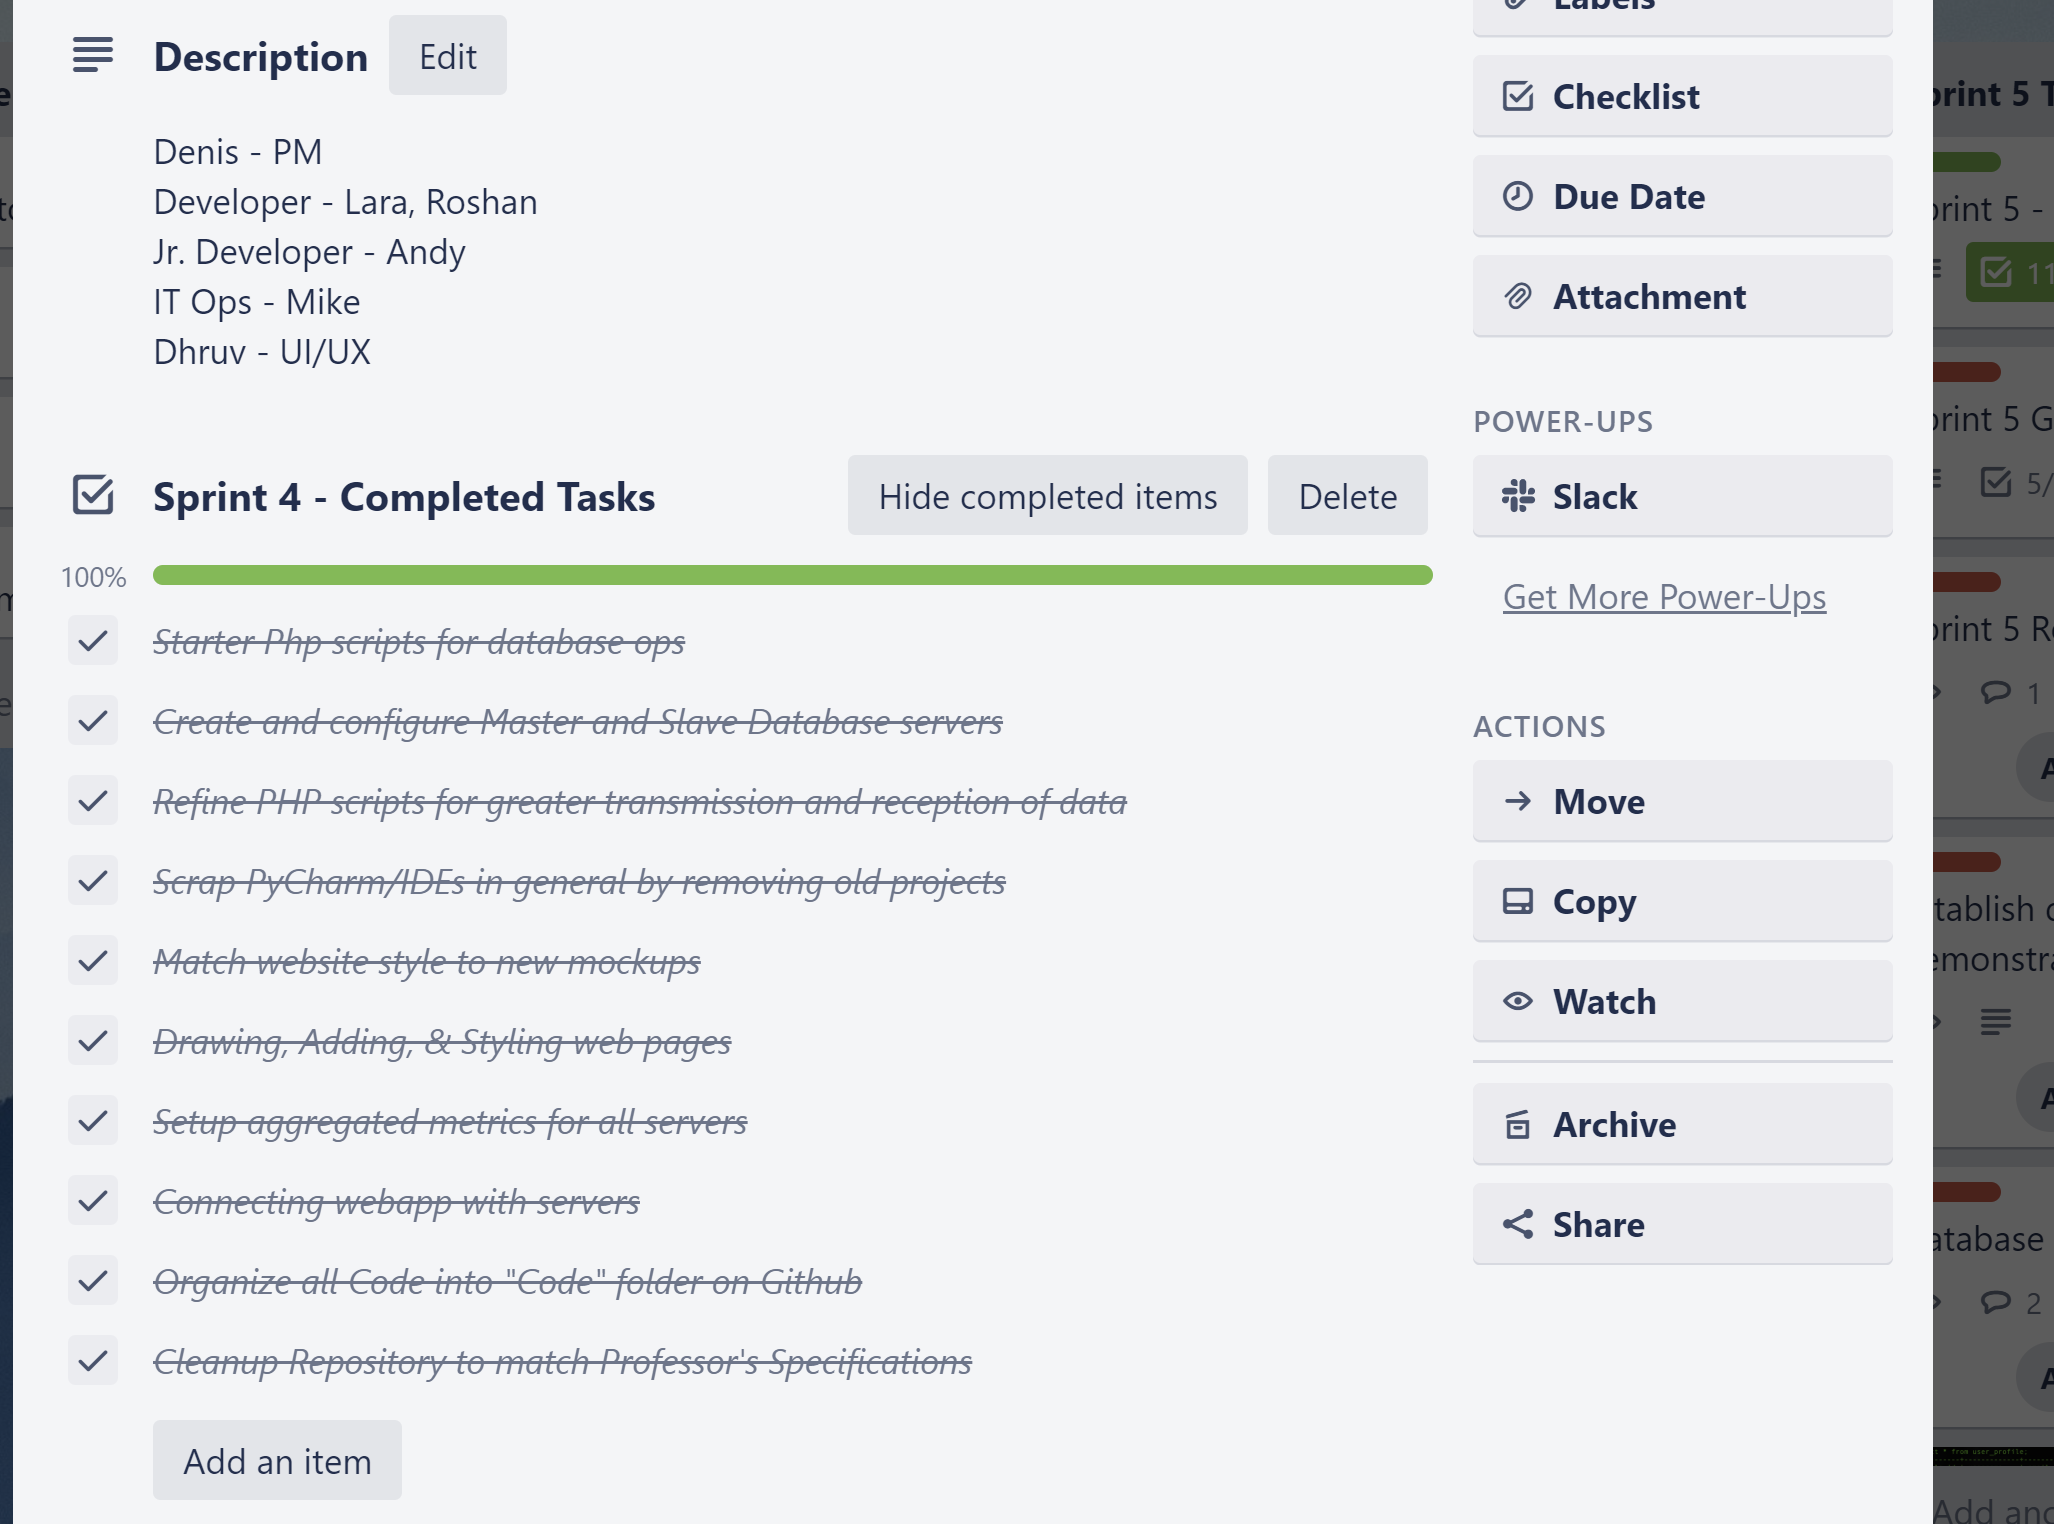 Labels
Description
Edit
Denis - PM
Developer - Lara, Roshan
Jr. Developer - Andy
IT Ops - Mike
Dhruv - UI/UX
Sprint 4 - Completed Tasks
Hide completed items
Delete
100%
Starter Php scripts for database ops
Create and configure Master and Slave Database servers
Refine PHP scripts for greater transmission and reception of data
Scrap PyCharm/IDEs in general by removing old projects
Match website style to new mockups
Drawing, Adding, & Styling web pages
Setup aggregated metrics for all servers
Connecting webapp with servers
Organize all Code into "Code" folder on Github
Cleanup Repository to match Professor's Specifications
Add an item
Checklist
Due Date
Attachment
POWER-UPS
Slack
Get More Power-Ups
ACTIONS
Move
Copy
Watch
Archive
Share
print 5 T
print 5 -
11
print 5 G
5/
print 5 R
1
A
tablish
emonstra
A
atabase
2
A
* from user_profile;
Add an